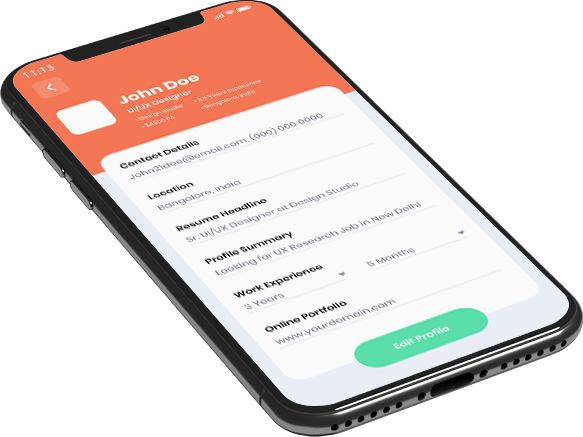 11:13
John Doe
UI/UX Designer
• Design Studio
• 3.5 Years Experience
• $4600 PA
• Bangalore, India
Contact Details
John21doe@email.com, (000) 000 0000
Location
Bangalore, India
Resume Headline
Sr. UI/UX Designer at Design Studio
Profile Summary
Looking for UX Research Job in New Delhi
Work Experience
3 Years
5 Months
Online Portfolio
www.yourdomain.com
Edit Profile